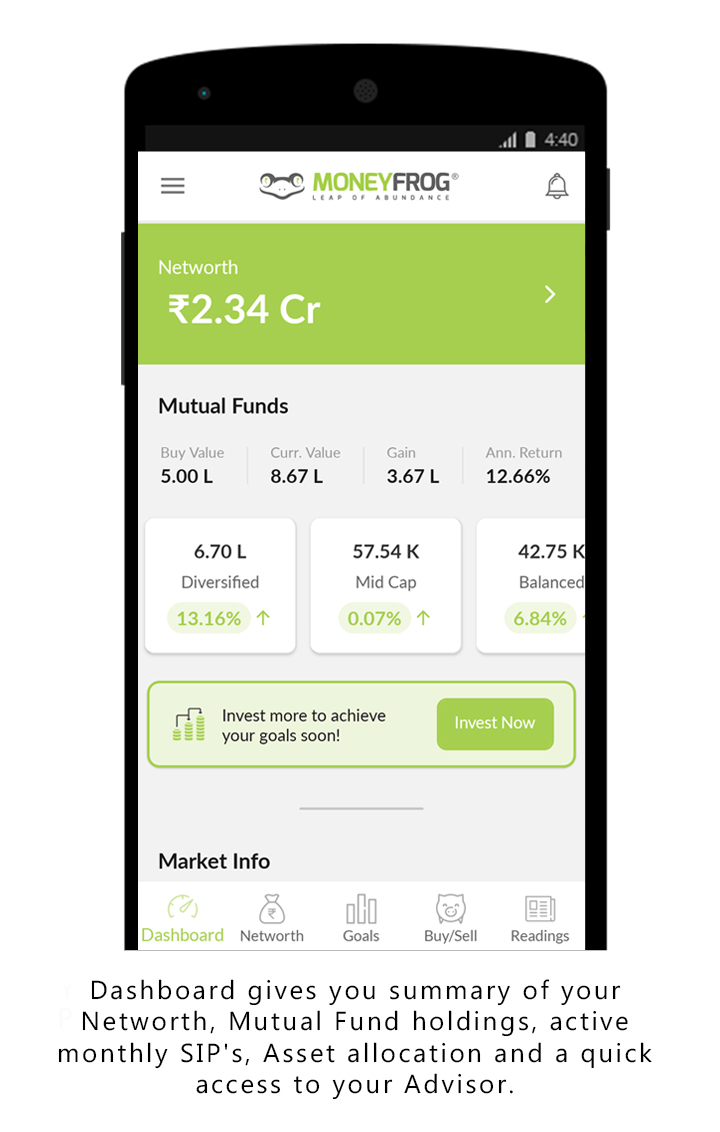 4:40
MONEYFROG®
LEAP OF ABUNDANCE
Networth
₹2.34 Cr
Mutual Funds
Buy Value Curr. Value Gain Ann. Return
5.00 L 8.67 L 3.67 L 12.66%
6.70 L 57.54 K 42.75 K
Diversified Mid Cap Balanced
13.16% ↑ 0.07% ↑ 6.84%
Invest more to achieve
your goals soon!
Invest Now
Market Info
Dashboard Networth Goals Buy/Sell Readings
Dashboard gives you summary of your
Networth, Mutual Fund holdings, active
monthly SIP's, Asset allocation and a quick
access to your Advisor.